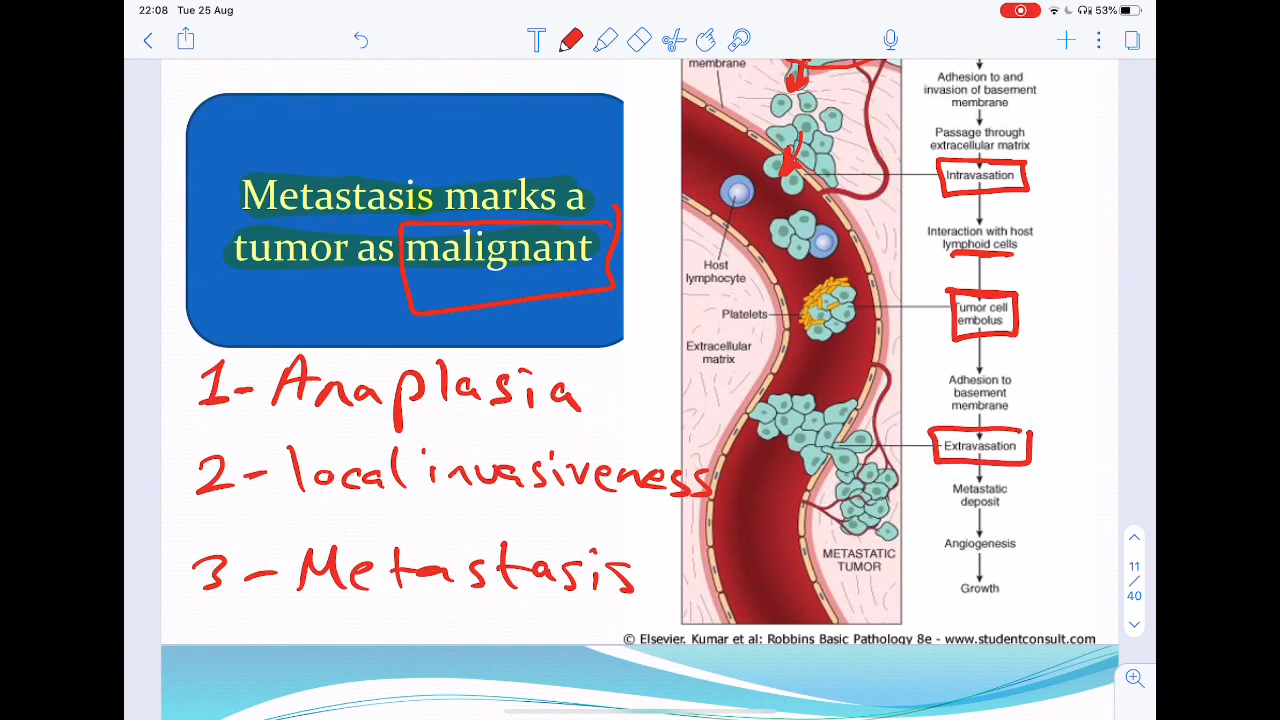 22:08 Tue 25 Aug
53%
T
Metastasis marks a
tumor as malignant
1- Anaplasia
2- local invasiveness
3- Metastasis
membrane
Host
lymphocyte
Platelets
Extracellular
matrix
METASTATIC
TUMOR
Adhesion to and
invasion of basement
membrane
Passage through
extracellular matrix
Intravasation
Interaction with host
lymphoid cells
Tumor cell
embolus
Adhesion to
basement
membrane
Extravasation
Metastatic
deposit
Angiogenesis
Growth
© Elsevier. Kumar et al: Robbins Basic Pathology 8e - www.studentconsult.com
11
/
40